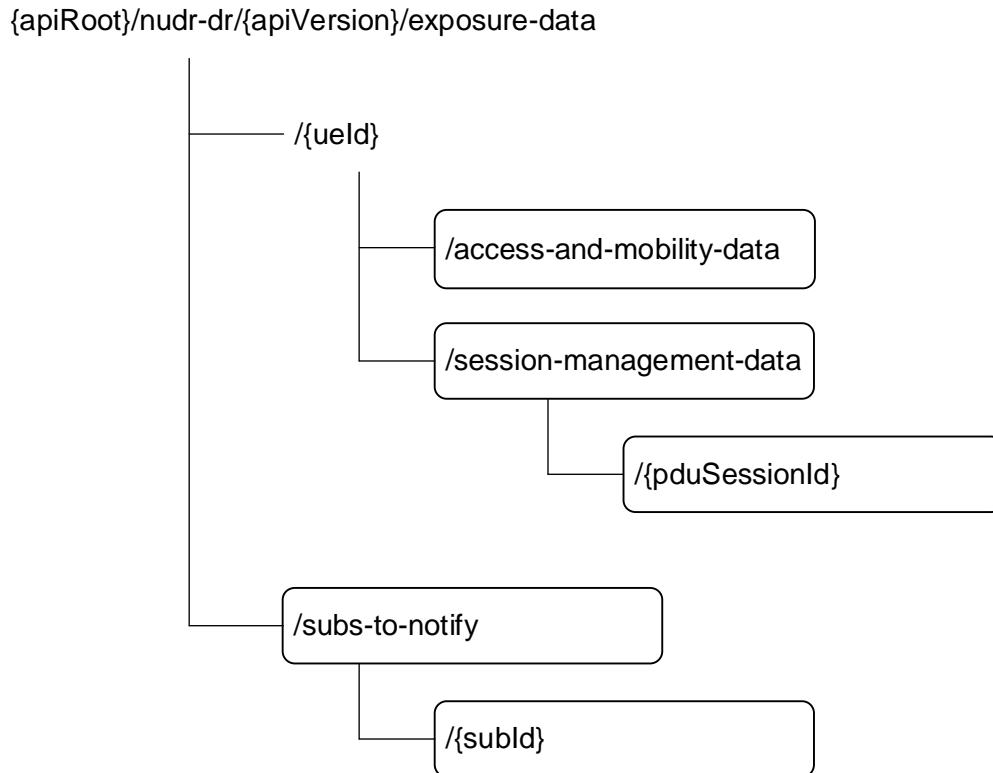 {apiRoot}/nudr-dr/{apiVersion}/exposure-data
/{ueId}
/access-and-mobility-data
/session-management-data
/{pduSessionId}
/subs-to-notify
/{subId}